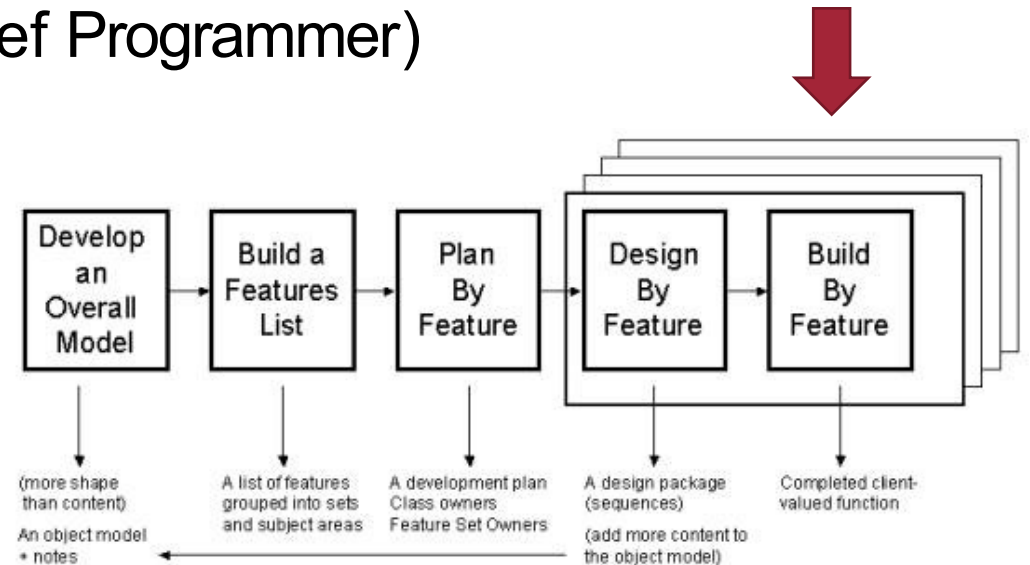 ef Programmer)
Develop
an
Overall
Model
Build a
Features
List
Plan
By
Feature
Design
By
Feature
Build
By
Feature
(more shape
than content)
An object model
+ notes
A list of features
grouped into sets
and subject areas
A development plan
Class owners
Feature Set Owners
A design package
(sequences)
(add more content to
the object model)
Completed client-
valued function